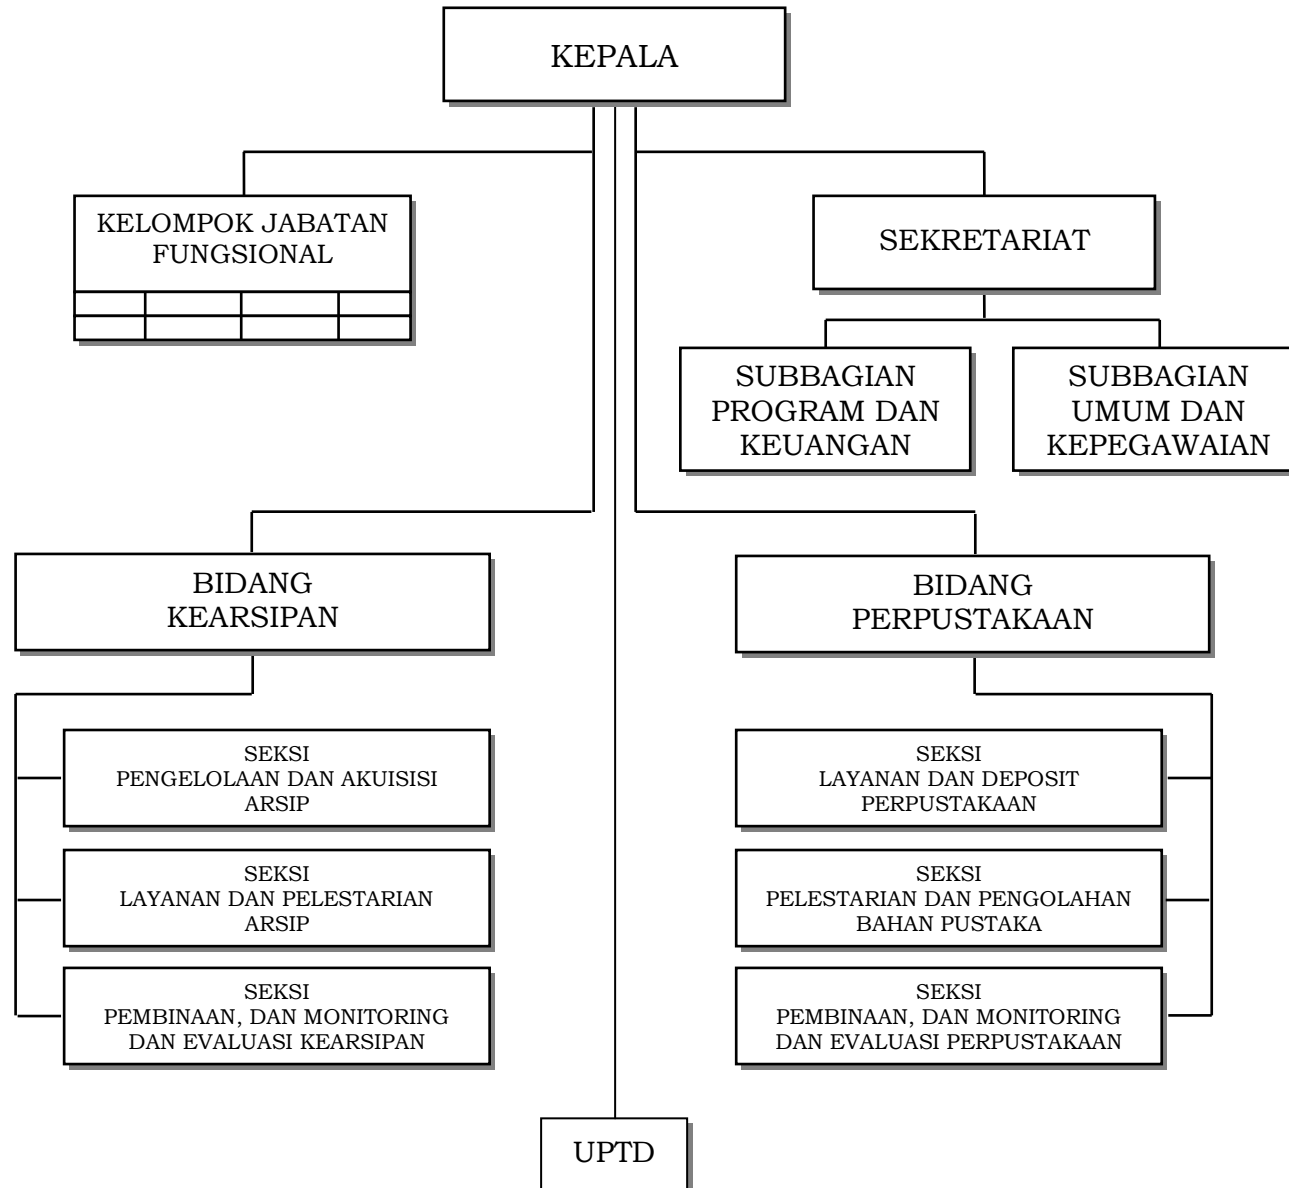 KEPALA
KELOMPOK JABATAN
FUNGSIONAL
SEKRETARIAT
SUBBAGIAN
PROGRAM DAN
KEUANGAN
SUBBAGIAN
UMUM DAN
KEPEGAWAIAN
BIDANG
KEARSIPAN
BIDANG
PERPUSTAKAAN
SEKSI
PENGELOLAAN DAN AKUISISI
ARSIP
SEKSI
LAYANAN DAN PELESTARIAN
ARSIP
SEKSI
PEMBINAAN, DAN MONITORING
DAN EVALUASI KEARSIPAN
SEKSI
LAYANAN DAN DEPOSIT
PERPUSTAKAAN
SEKSI
PELESTARIAN DAN PENGOLAHAN
BAHAN PUSTAKA
SEKSI
PEMBINAAN, DAN MONITORING
DAN EVALUASI PERPUSTAKAAN
UPTD